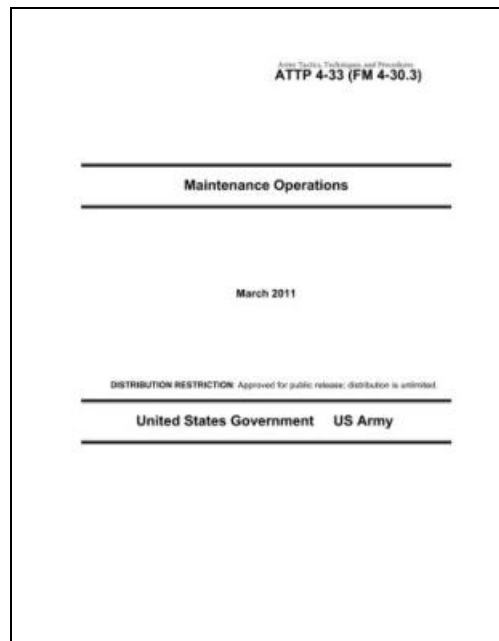 Army Tactics, Techniques, and Procedures
ATTP 4-33 (FM 4-30.3)
Maintenance Operations
March 2011
DISTRIBUTION RESTRICTION: Approved for public release; distribution is unlimited.
United States Government US Army